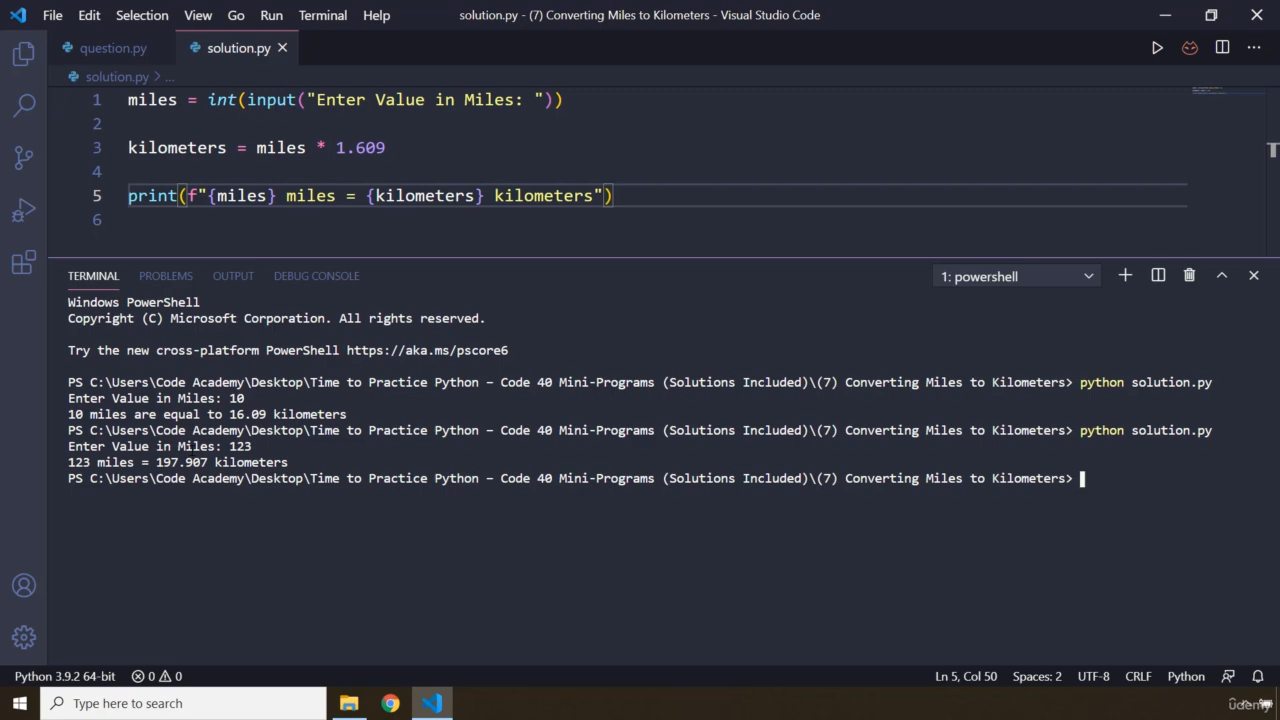 File Edit Selection View Go Run Terminal Help solution.py - (7) Converting Miles to Kilometers - Visual Studio Code
question.py solution.py
solution.py > ...
1 miles = int(input("Enter Value in Miles: "))
2
3 kilometers = miles * 1.609
4
5 print(f"{miles} miles = {kilometers} kilometers")
6
TERMINAL PROBLEMS OUTPUT DEBUG CONSOLE 1: powershell
Windows PowerShell
Copyright (C) Microsoft Corporation. All rights reserved.
Try the new cross-platform PowerShell https://aka.ms/pscore6
PS C:\Users\Code Academy\Desktop\Time to Practice Python – Code 40 Mini-Programs (Solutions Included)\(7) Converting Miles to Kilometers> python solution.py
Enter Value in Miles: 10
10 miles are equal to 16.09 kilometers
PS C:\Users\Code Academy\Desktop\Time to Practice Python – Code 40 Mini-Programs (Solutions Included)\(7) Converting Miles to Kilometers> python solution.py
Enter Value in Miles: 123
123 miles = 197.907 kilometers
PS C:\Users\Code Academy\Desktop\Time to Practice Python – Code 40 Mini-Programs (Solutions Included)\(7) Converting Miles to Kilometers>
Python 3.9.2 64-bit 0 0 Ln 5, Col 50 Spaces: 2 UTF-8 CRLF Python
Type here to search udemy